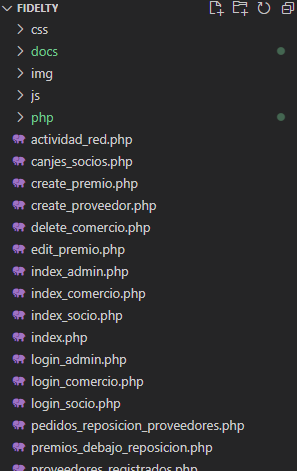 FIDELTY
css
docs
img
js
php
actividad_red.php
canjes_socios.php
create_premio.php
create_proveedor.php
delete_comercio.php
edit_premio.php
index_admin.php
index_comercio.php
index_socio.php
index.php
login_admin.php
login_comercio.php
login_socio.php
pedidos_reposicion_proveedores.php
premios_debajo_reposicion.php
proveedores_registrados.php